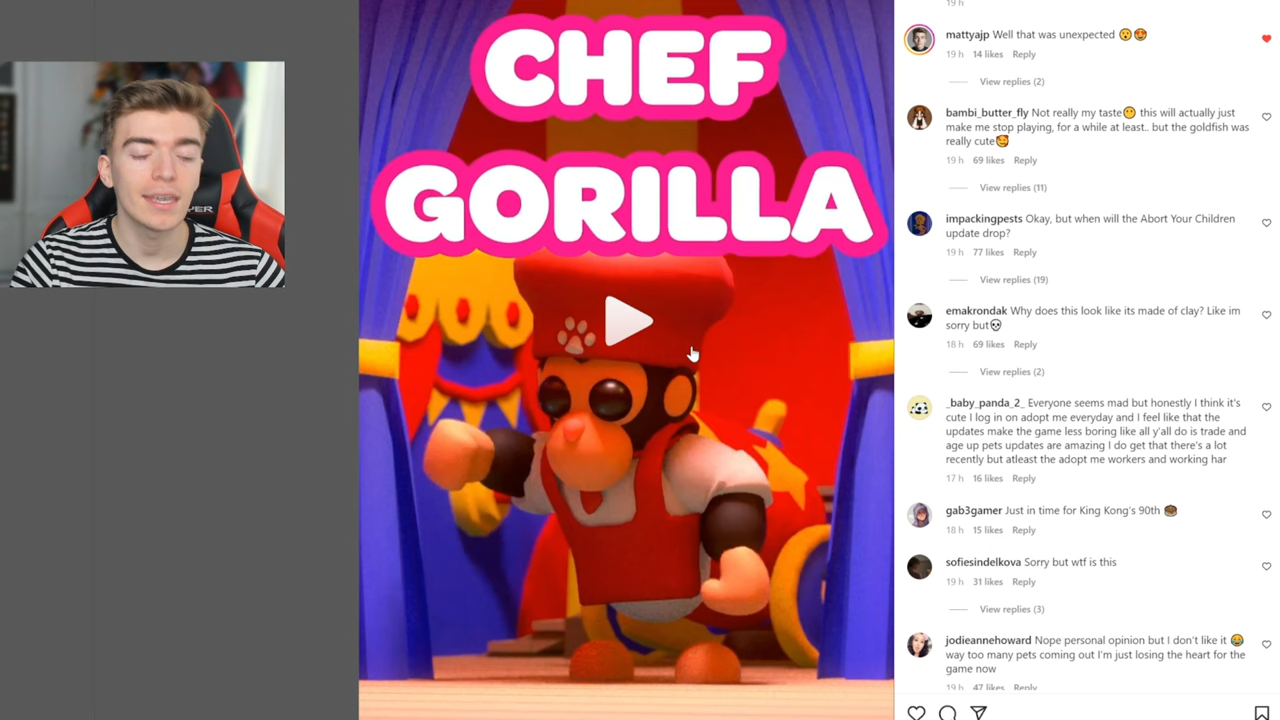 CHEF
GORILLA
19 h
mattyajp Well that was unexpected 😯😍
19 h 14 likes Reply
View replies (2)
bambi_butter_fly Not really my taste😶 this will actually just
make me stop playing, for a while at least.. but the goldfish was
really cute🥰
19 h 69 likes Reply
View replies (11)
impackingpests Okay, but when will the Abort Your Children
update drop?
19 h 77 likes Reply
View replies (19)
emakrondak Why does this look like its made of clay? Like im
sorry but💀
18 h 69 likes Reply
View replies (2)
_baby_panda_2_ Everyone seems mad but honestly I think it's
cute I log in on adopt me everyday and I feel like that the
updates make the game less boring like all y'all do is trade and
age up pets updates are amazing I do get that there's a lot
recently but atleast the adopt me workers and working har
17 h 16 likes Reply
gab3gamer Just in time for King Kong's 90th 🎂
18 h 15 likes Reply
sofiesindelkova Sorry but wtf is this
19 h 31 likes Reply
View replies (3)
jodieannehoward Nope personal opinion but I don't like it 😂
way too many pets coming out I'm just losing the heart for the
game now
19 h 47 likes Reply